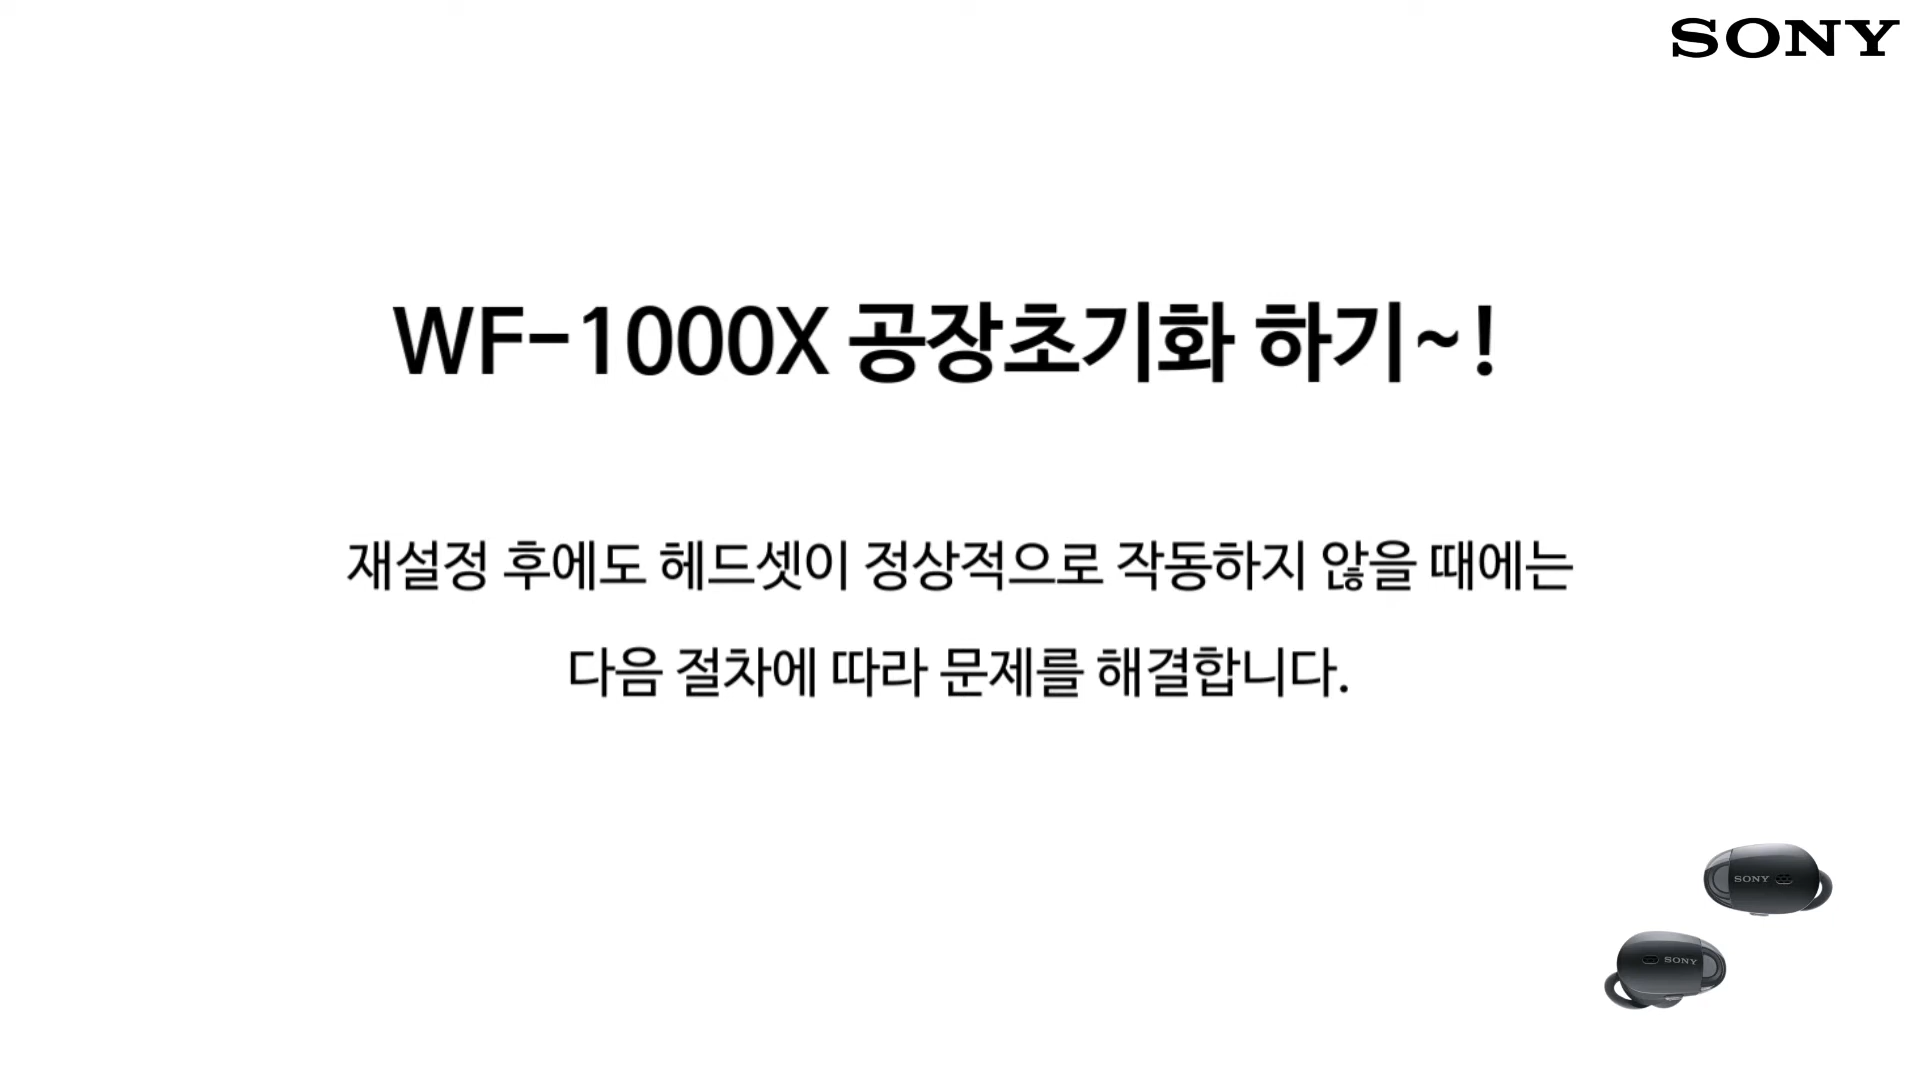 SONY
WF-1000X 공장초기화 하기~!
재설정 후에도 헤드셋이 정상적으로 작동하지 않을 때에는
다음 절차에 따라 문제를 해결합니다.
SONY
SONY